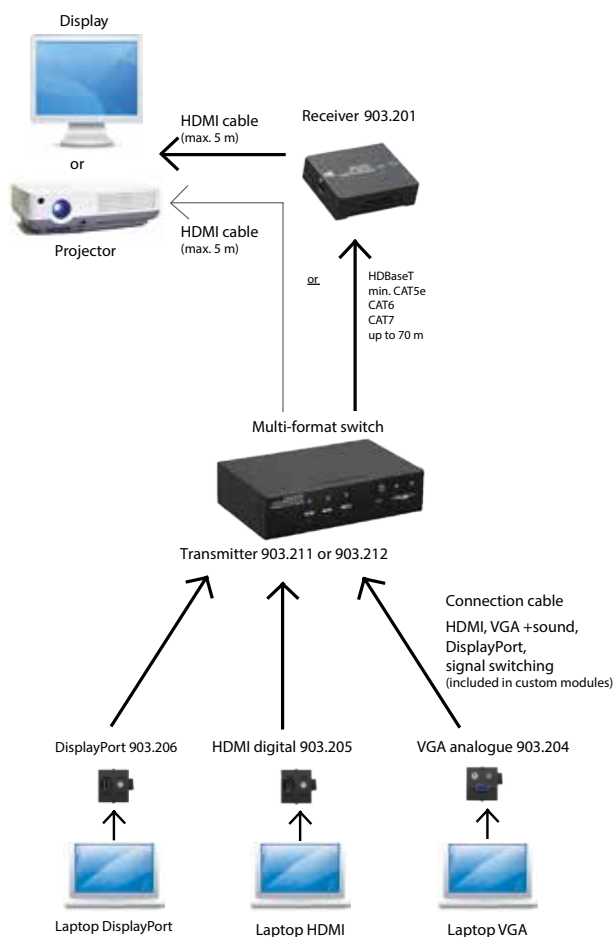 Display
HDMI cable
(max. 5 m)
Receiver 903.201
or
HDMI cable
(max. 5 m)
Projector
or
HDBaseT
min. CAT5e
CAT6
CAT7
up to 70 m
Multi-format switch
Transmitter 903.211 or 903.212
Connection cable
HDMI, VGA +sound,
DisplayPort,
signal switching
(included in custom modules)
DisplayPort 903.206
HDMI digital 903.205
VGA analogue 903.204
Laptop DisplayPort
Laptop HDMI
Laptop VGA